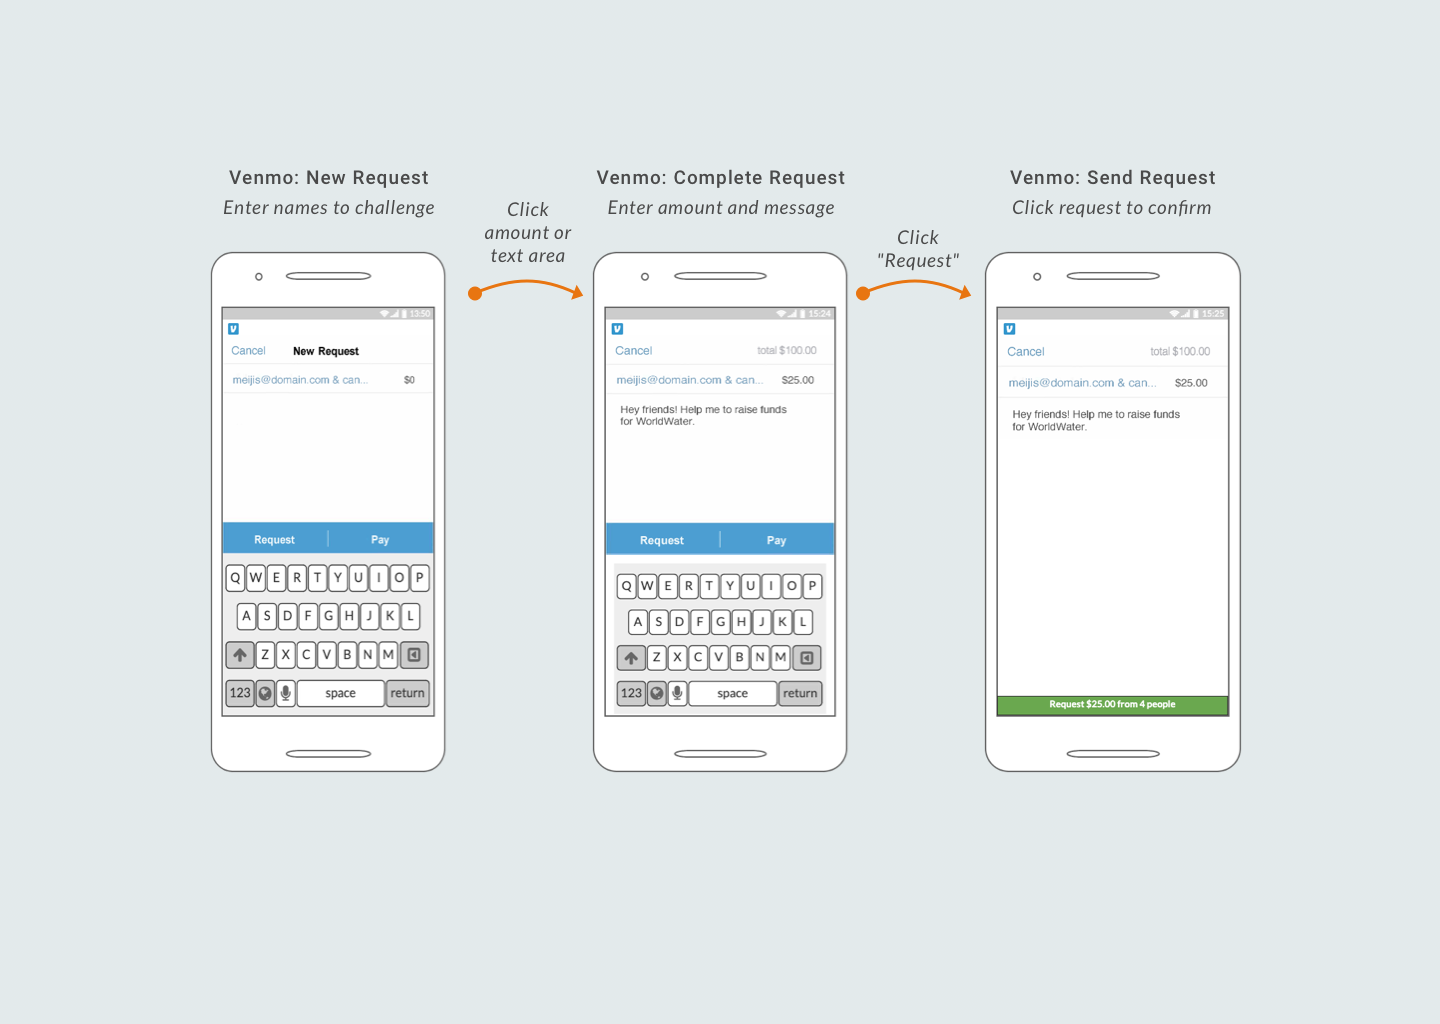 Venmo: New Request
Enter names to challenge
Click
amount or
text area
Venmo: Complete Request
Enter amount and message
Click
"Request"
Venmo: Send Request
Click request to confirm
13:50
V
Cancel New Request
meijis@domain.com & can... $0
Request Pay
Q W E R T Y U I O P
A S D F G H J K L
Z X C V B N M
123 space return
15:24
V
Cancel total $100.00
meijis@domain.com & can... $25.00
Hey friends! Help me to raise funds
for WorldWater.
Request Pay
Q W E R T Y U I O P
A S D F G H J K L
Z X C V B N M
123 space return
15:25
V
Cancel total $100.00
meijis@domain.com & can... $25.00
Hey friends! Help me to raise funds
for WorldWater.
Request $25.00 from 4 people